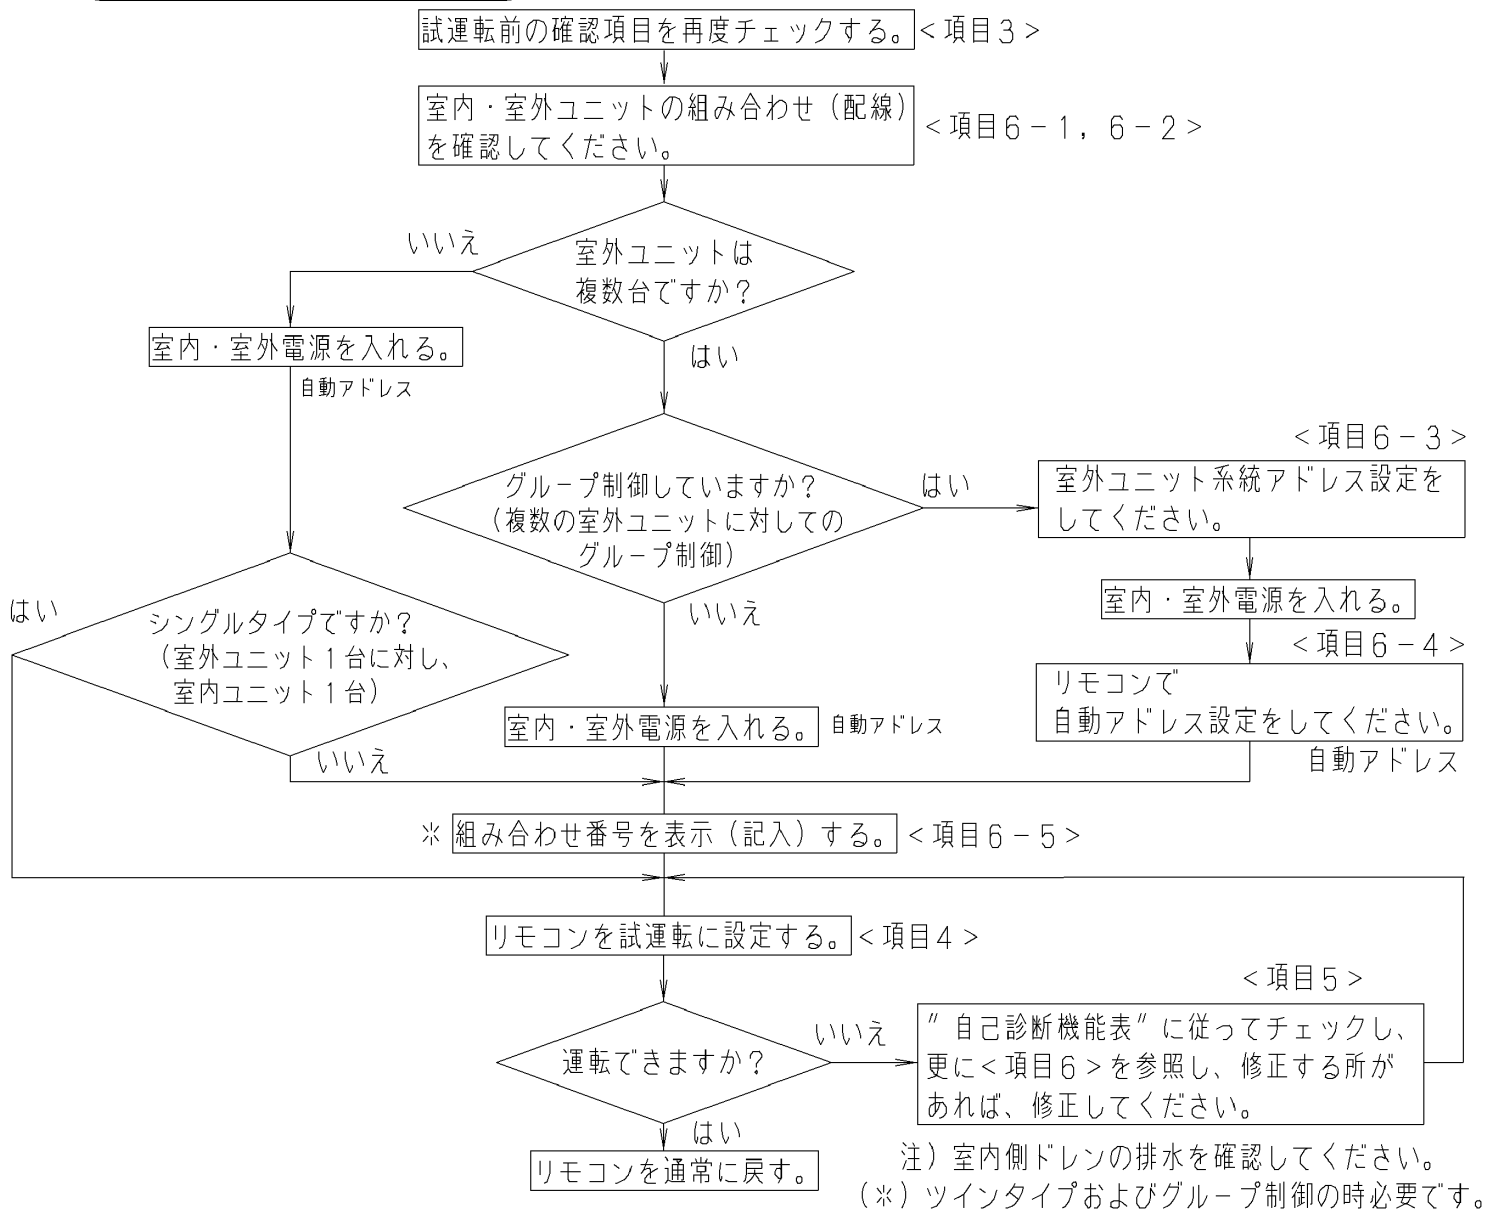 試運転前の確認項目を再度チェックする。＜項目3＞
室内・室外ユニットの組み合わせ（配線）
を確認してください。
＜項目6－1，6－2＞
室外ユニットは
複数台ですか？
いいえ
はい
室内・室外電源を入れる。
自動アドレス
グループ制御していますか？
（複数の室外ユニットに対しての
グループ制御）
はい
いいえ
＜項目6－3＞
室外ユニット系統アドレス設定を
してください。
室内・室外電源を入れる。
＜項目6－4＞
リモコンで
自動アドレス設定をしてください。
自動アドレス
シングルタイプですか？
（室外ユニット1台に対し、
室内ユニット1台）
はい
いいえ
室内・室外電源を入れる。
自動アドレス
※組み合わせ番号を表示（記入）する。＜項目6－5＞
リモコンを試運転に設定する。＜項目4＞
運転できますか？
いいえ
はい
＜項目5＞
〃自己診断機能表〃に従ってチェックし、
更に＜項目6＞を参照し、修正する所が
あれば、修正してください。
リモコンを通常に戻す。
注）室内側ドレンの排水を確認してください。
（※）ツインタイプおよびグループ制御の時必要です。